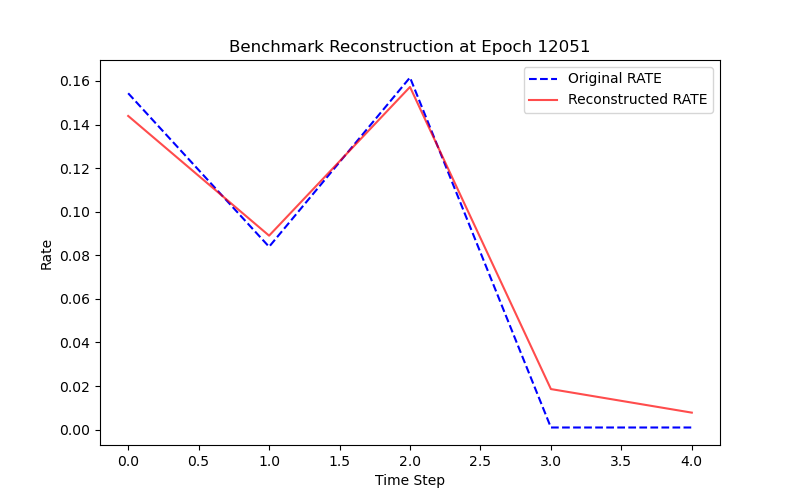 Benchmark Reconstruction at Epoch 12051
Original RATE
Reconstructed RATE
Rate
0.16
0.14
0.12
0.10
0.08
0.06
0.04
0.02
0.00
0.0 0.5 1.0 1.5 2.0 2.5 3.0 3.5 4.0
Time Step